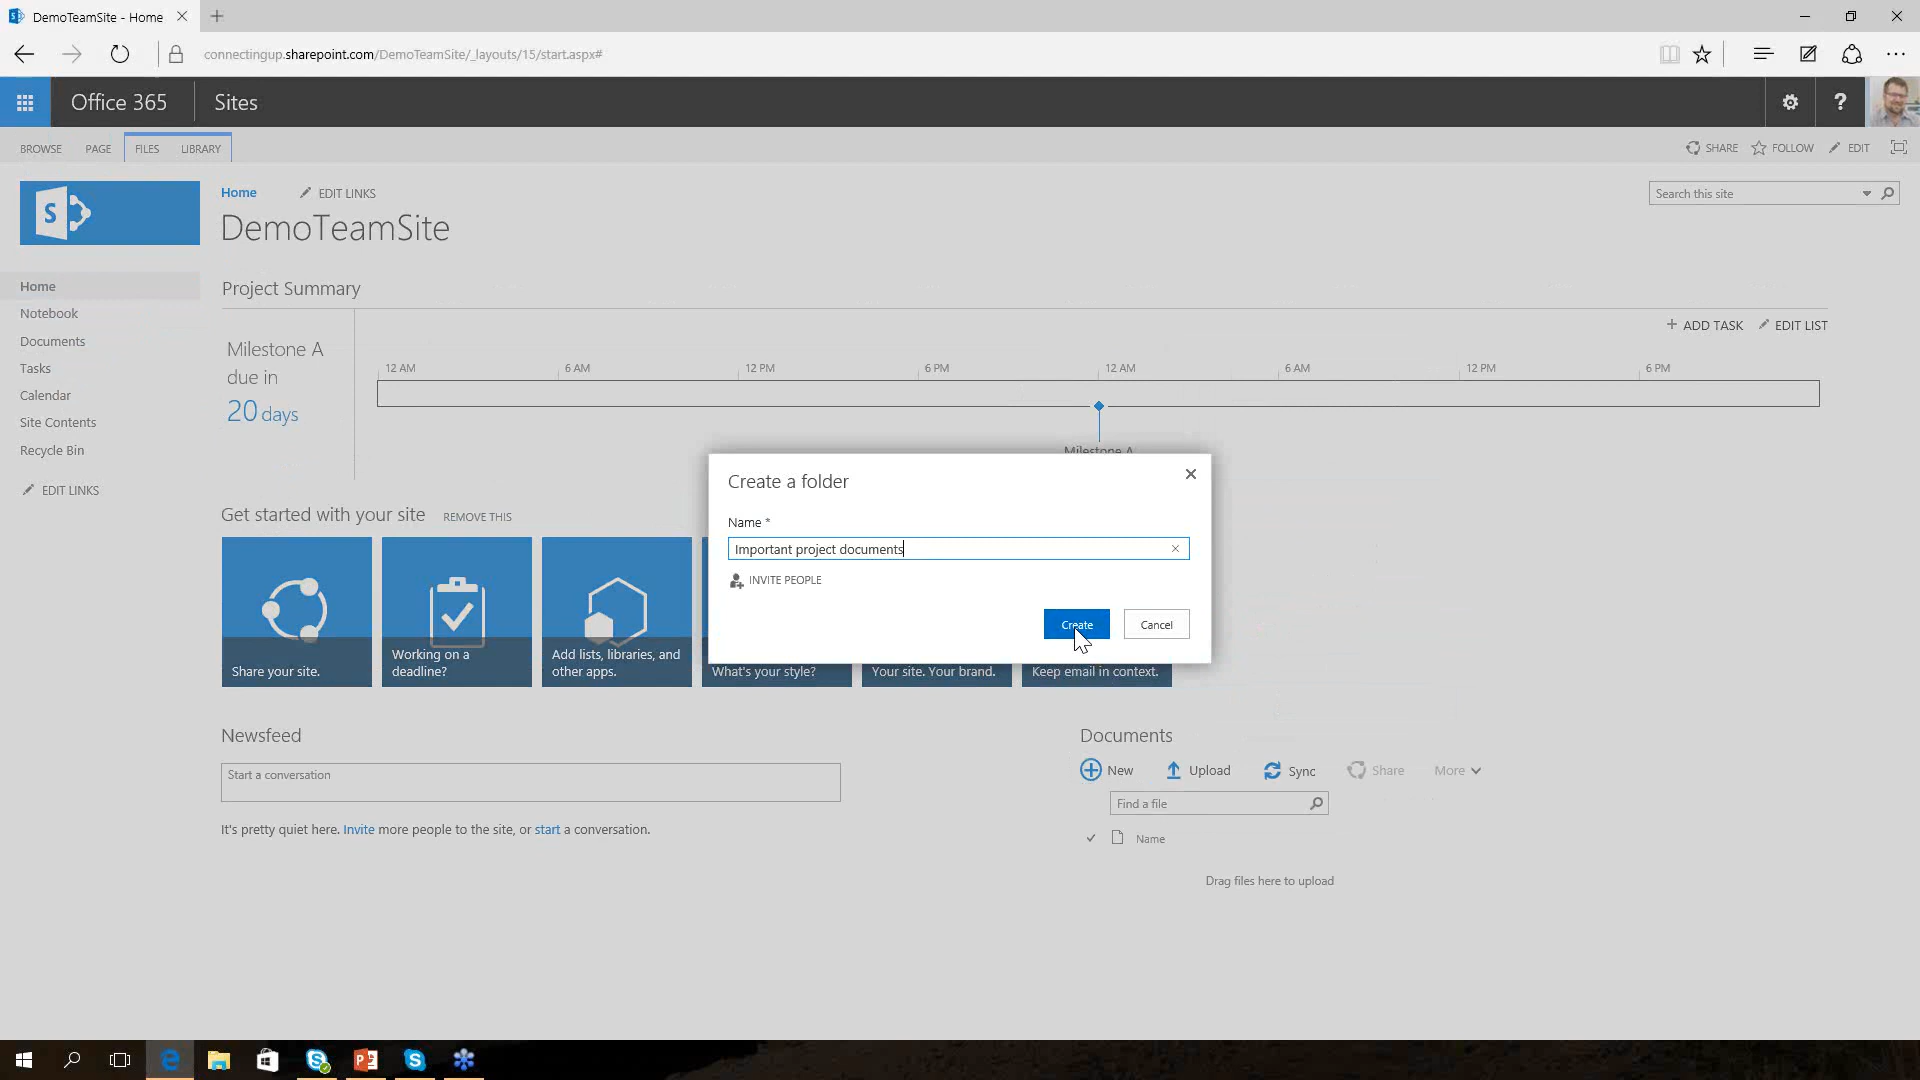 DemoTeamSite - Home
connectingup.sharepoint.com/DemoTeamSite/_layouts/15/start.aspx#
Office 365
Sites
?
BROWSE
PAGE
FILES
LIBRARY
SHARE
FOLLOW
EDIT
S
Home
EDIT LINKS
Search this site
DemoTeamSite
Home
Notebook
Documents
Tasks
Calendar
Site Contents
Recycle Bin
EDIT LINKS
Project Summary
ADD TASK
EDIT LIST
Milestone A
due in
20 days
12 AM
6 AM
12 PM
6 PM
12 AM
6 AM
12 PM
6 PM
Milestone A
Create a folder
Name *
Important project documents
INVITE PEOPLE
Create
Cancel
Get started with your site
REMOVE THIS
Share your site.
Working on a
deadline?
Add lists, libraries, and
other apps.
What's your style?
Your site. Your brand.
Keep email in context.
Newsfeed
Start a conversation
It's pretty quiet here. Invite more people to the site, or start a conversation.
Documents
New
Upload
Sync
Share
More
Find a file
Name
Drag files here to upload